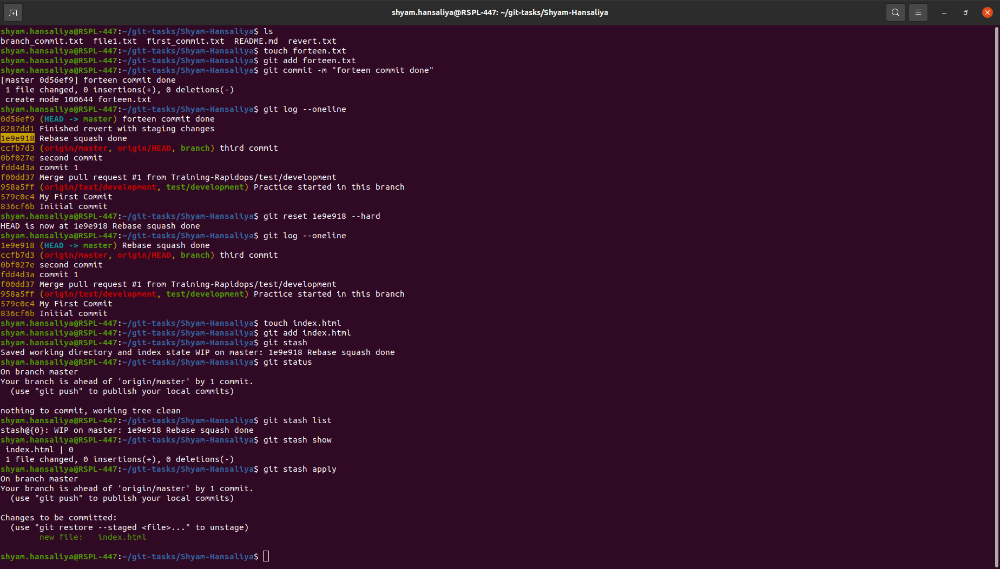 shyam.hansaliya@RSPL-447: ~/git-tasks/Shyam-Hansaliya
shyam.hansaliya@RSPL-447:~/git-tasks/Shyam-Hansaliya$ ls
branch_commit.txt  file1.txt  first_commit.txt  README.md  revert.txt
shyam.hansaliya@RSPL-447:~/git-tasks/Shyam-Hansaliya$ touch forteen.txt
shyam.hansaliya@RSPL-447:~/git-tasks/Shyam-Hansaliya$ git add forteen.txt
shyam.hansaliya@RSPL-447:~/git-tasks/Shyam-Hansaliya$ git commit -m "forteen commit done"
[master 0d56ef9] forteen commit done
 1 file changed, 0 insertions(+), 0 deletions(-)
 create mode 100644 forteen.txt
shyam.hansaliya@RSPL-447:~/git-tasks/Shyam-Hansaliya$ git log --oneline
0d56ef9 (HEAD -> master) forteen commit done
8287dd1 Finished revert with staging changes
1e9e918 Rebase squash done
ccfb7d3 (origin/master, origin/HEAD, branch) third commit
0bf027e second commit
fdd4d3a commit 1
f00dd37 Merge pull request #1 from Training-Rapidops/test/development
958a5ff (origin/test/development, test/development) Practice started in this branch
579c0c4 My First Commit
836cf6b Initial commit
shyam.hansaliya@RSPL-447:~/git-tasks/Shyam-Hansaliya$ git reset 1e9e918 --hard
HEAD is now at 1e9e918 Rebase squash done
shyam.hansaliya@RSPL-447:~/git-tasks/Shyam-Hansaliya$ git log --oneline
1e9e918 (HEAD -> master) Rebase squash done
ccfb7d3 (origin/master, origin/HEAD, branch) third commit
0bf027e second commit
fdd4d3a commit 1
f00dd37 Merge pull request #1 from Training-Rapidops/test/development
958a5ff (origin/test/development, test/development) Practice started in this branch
579c0c4 My First Commit
836cf6b Initial commit
shyam.hansaliya@RSPL-447:~/git-tasks/Shyam-Hansaliya$ touch index.html
shyam.hansaliya@RSPL-447:~/git-tasks/Shyam-Hansaliya$ git add index.html
shyam.hansaliya@RSPL-447:~/git-tasks/Shyam-Hansaliya$ git stash
Saved working directory and index state WIP on master: 1e9e918 Rebase squash done
shyam.hansaliya@RSPL-447:~/git-tasks/Shyam-Hansaliya$ git status
On branch master
Your branch is ahead of 'origin/master' by 1 commit.
  (use "git push" to publish your local commits)

nothing to commit, working tree clean
shyam.hansaliya@RSPL-447:~/git-tasks/Shyam-Hansaliya$ git stash list
stash@{0}: WIP on master: 1e9e918 Rebase squash done
shyam.hansaliya@RSPL-447:~/git-tasks/Shyam-Hansaliya$ git stash show
 index.html | 0
 1 file changed, 0 insertions(+), 0 deletions(-)
shyam.hansaliya@RSPL-447:~/git-tasks/Shyam-Hansaliya$ git stash apply
On branch master
Your branch is ahead of 'origin/master' by 1 commit.
  (use "git push" to publish your local commits)

Changes to be committed:
  (use "git restore --staged <file>..." to unstage)
        new file:   index.html

shyam.hansaliya@RSPL-447:~/git-tasks/Shyam-Hansaliya$